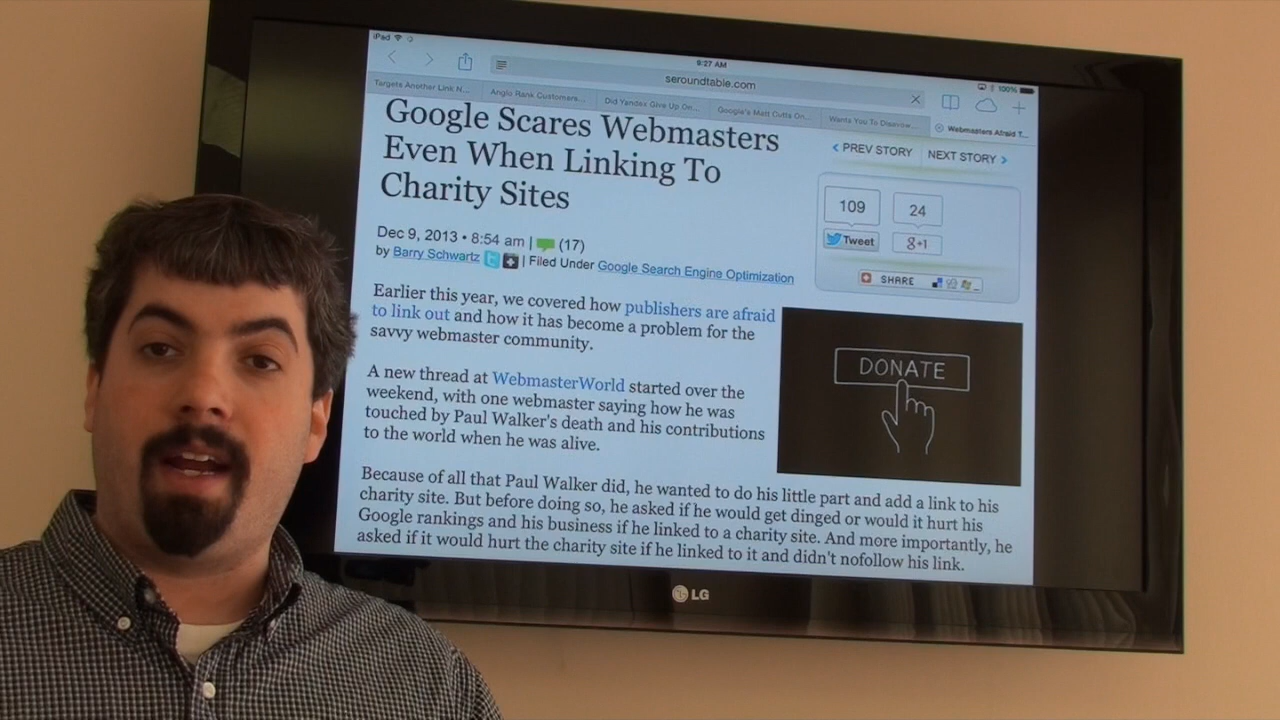 iPad
9:27 AM
100%
seroundtable.com
Targets Another Link N...
Anglo Rank Customers...
Did Yandex Give Up On...
Google's Matt Cutts On...
Wants You To Disavow...
Webmasters Afraid T...
Google Scares Webmasters
Even When Linking To
Charity Sites
PREV STORY
NEXT STORY
109
24
Tweet
g+1
SHARE
Dec 9, 2013 • 8:54 am | (17)
by Barry Schwartz | Filed Under Google Search Engine Optimization
Earlier this year, we covered how publishers are afraid
to link out and how it has become a problem for the
savvy webmaster community.
DONATE
A new thread at WebmasterWorld started over the
weekend, with one webmaster saying how he was
touched by Paul Walker's death and his contributions
to the world when he was alive.
Because of all that Paul Walker did, he wanted to do his little part and add a link to his
charity site. But before doing so, he asked if he would get dinged or would it hurt his
Google rankings and his business if he linked to a charity site. And more importantly, he
asked if it would hurt the charity site if he linked to it and didn't nofollow his link.
LG